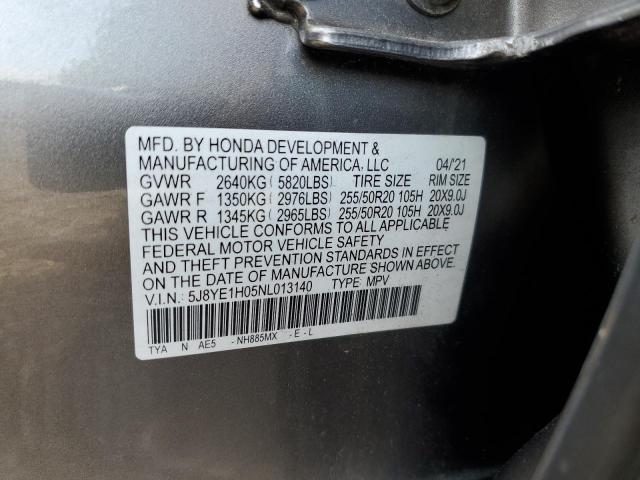 MFD. BY HONDA DEVELOPMENT &
MANUFACTURING OF AMERICA, LLC 04/'21
GVWR 2640KG (5820LBS) TIRE SIZE RIM SIZE
GAWR F 1350KG (2976LBS) 255/50R20 105H 20X9.0J
GAWR R 1345KG (2965LBS) 255/50R20 105H 20X9.0J
THIS VEHICLE CONFORMS TO ALL APPLICABLE
FEDERAL MOTOR VEHICLE SAFETY
AND THEFT PREVENTION STANDARDS IN EFFECT
ON THE DATE OF MANUFACTURE SHOWN ABOVE.
V.I.N.: 5J8YE1H05NL013140 TYPE: MPV
TYA N AE5 -NH885MX -E-L